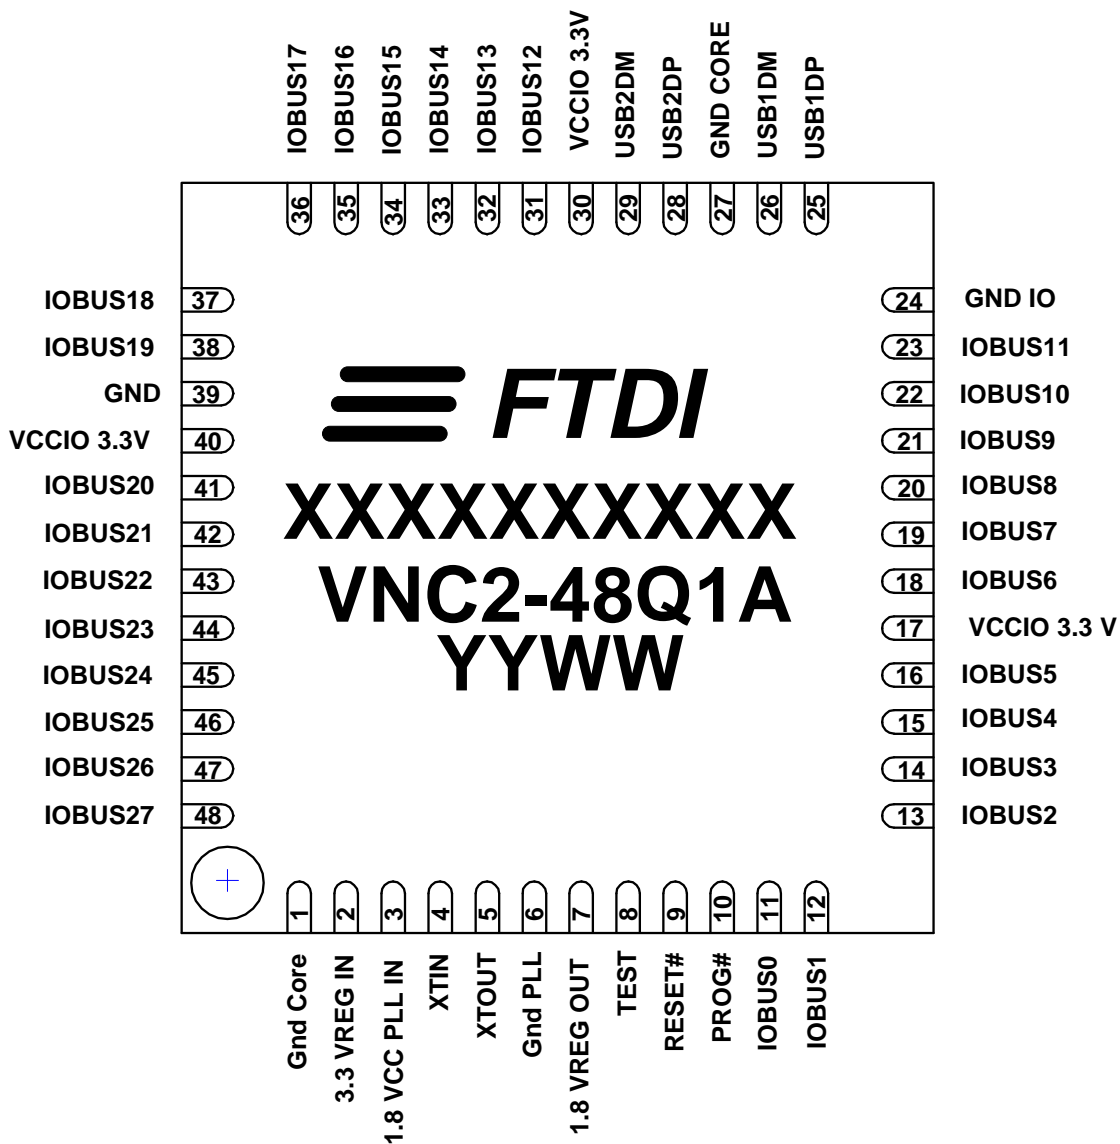 IOBUS17
IOBUS16
IOBUS15
IOBUS14
IOBUS13
IOBUS12
VCCIO 3.3V
USB2DM
USB2DP
GND CORE
USB1DM
USB1DP
36
35
34
33
32
31
30
29
28
27
26
25
IOBUS18 37
IOBUS19 38
GND 39
VCCIO 3.3V 40
IOBUS20 41
IOBUS21 42
IOBUS22 43
IOBUS23 44
IOBUS24 45
IOBUS25 46
IOBUS26 47
IOBUS27 48
FTDI
XXXXXXXXXX
VNC2-48Q1A
YYWW
24 GND IO
23 IOBUS11
22 IOBUS10
21 IOBUS9
20 IOBUS8
19 IOBUS7
18 IOBUS6
17 VCCIO 3.3 V
16 IOBUS5
15 IOBUS4
14 IOBUS3
13 IOBUS2
1
2
3
4
5
6
7
8
9
10
11
12
Gnd Core
3.3 VREG IN
1.8 VCC PLL IN
XTIN
XTOUT
Gnd PLL
1.8 VREG OUT
TEST
RESET#
PROG#
IOBUS0
IOBUS1